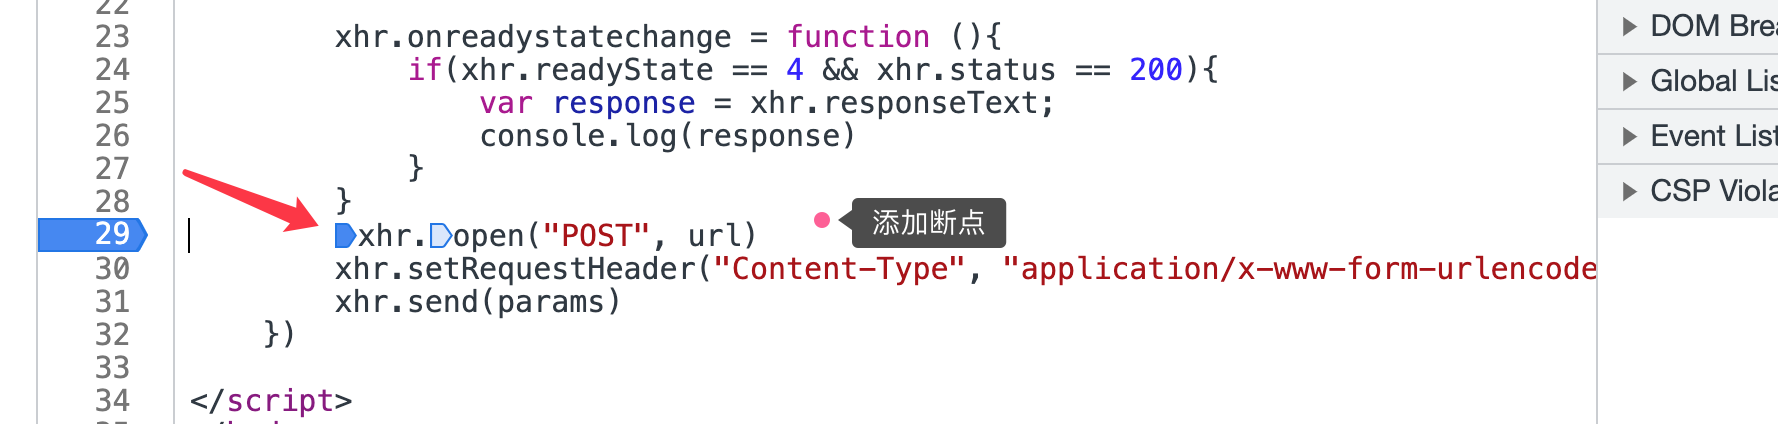 22
23 xhr.onreadystatechange = function (){
24 if(xhr.readyState == 4 && xhr.status == 200){
25 var response = xhr.responseText;
26 console.log(response)
27 }
28 }
29 xhr.open("POST", url) 添加断点
30 xhr.setRequestHeader("Content-Type", "application/x-www-form-urlencode
31 xhr.send(params)
32 })
33
34 </script>
DOM Brea
Global Lis
Event List
CSP Viola